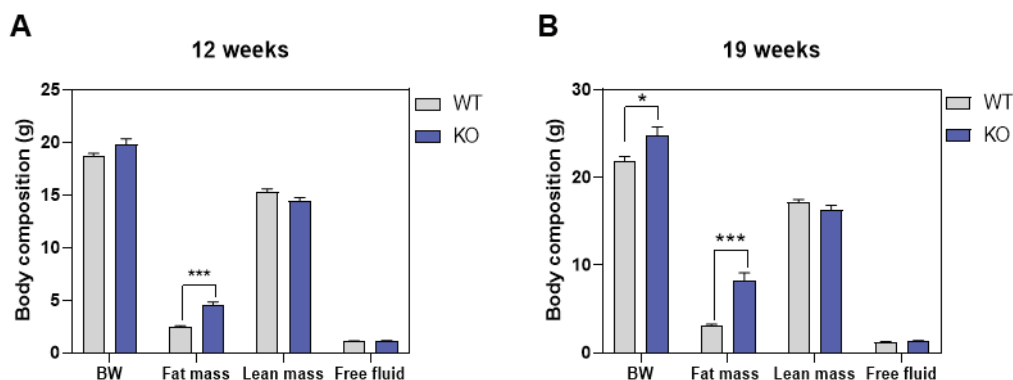 A
12 weeks
Body composition (g)
25
20
15
10
5
0
***
BW Fat mass Lean mass Free fluid
WT
KO
B
19 weeks
Body composition (g)
30
20
10
0
*
***
BW Fat mass Lean mass Free fluid
WT
KO